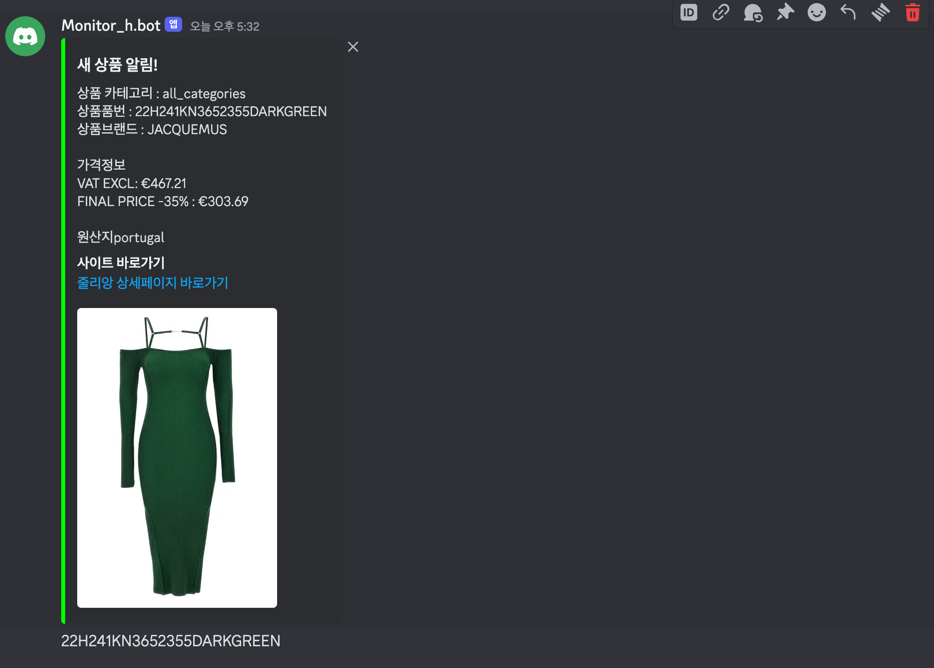 ID
Monitor_h.bot 앱 오늘 오후 5:32
새 상품 알림!
상품 카테고리 : all_categories
상품품번 : 22H241KN3652355DARKGREEN
상품브랜드 : JACQUEMUS
가격정보
VAT EXCL: €467.21
FINAL PRICE -35% : €303.69
원산지portugal
사이트 바로가기
줄리앙 상세페이지 바로가기
22H241KN3652355DARKGREEN